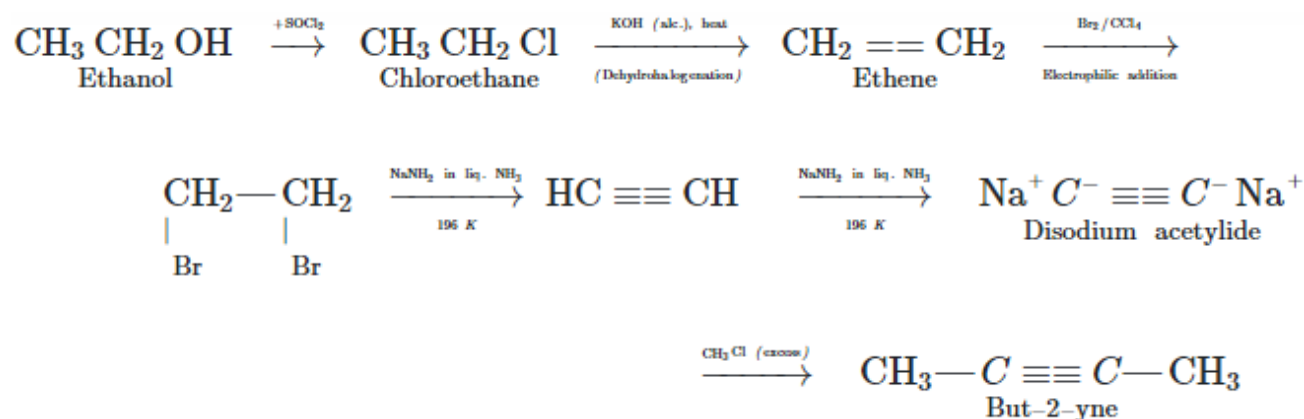 +SOCl₂ KOH (alc.), heat Br₂/CCl₄
CH₃ CH₂ OH ⟶ CH₃ CH₂ Cl ⟶ CH₂ == CH₂ ⟶
Ethanol Chloroethane (Dehydrohalogenation) Ethene Electrophilic addition
NaNH₂ in liq. NH₃ NaNH₂ in liq. NH₃
CH₂—CH₂ ⟶ HC ≡≡ CH ⟶ Na⁺ C⁻ ≡≡ C⁻ Na⁺
| | 196 K 196 K Disodium acetylide
Br Br
CH₃Cl (excess)
⟶ CH₃—C ≡≡ C—CH₃
But–2–yne